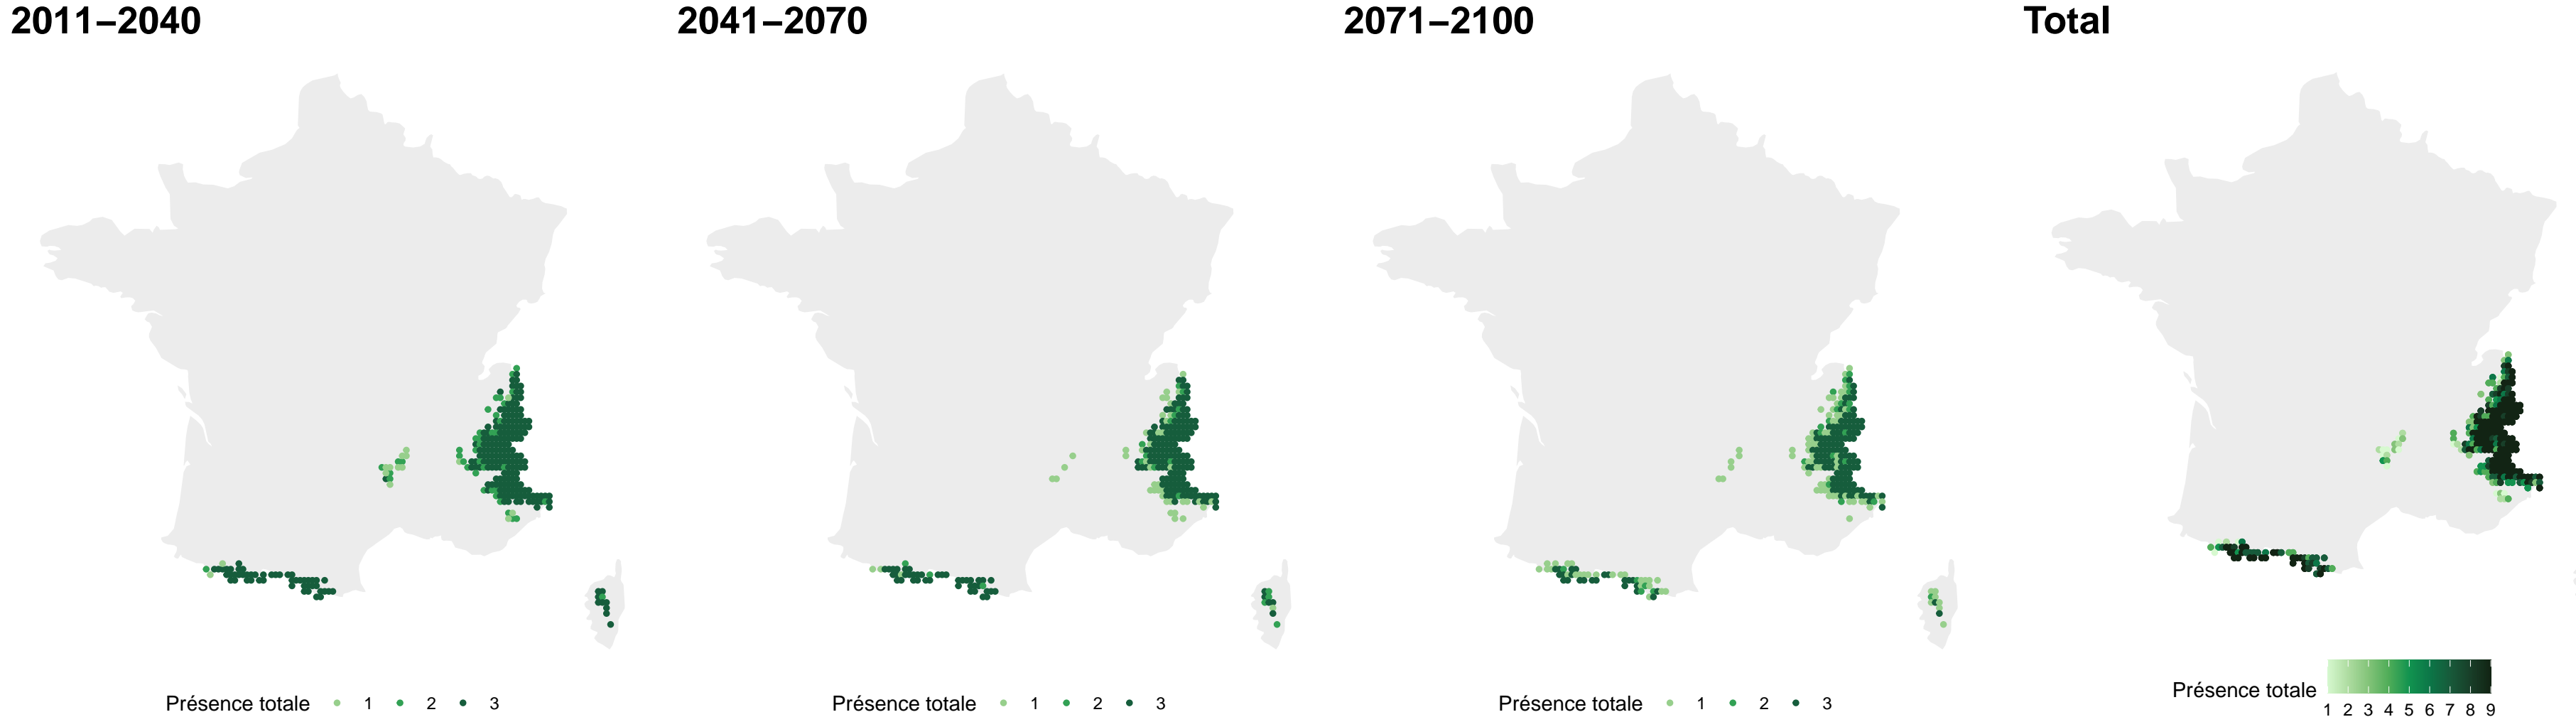 2011–2040 2041–2070 2071–2100 Total
Présence totale 1 2 3 Présence totale 1 2 3 Présence totale 1 2 3 Présence totale
1 2 3 4 5 6 7 8 9